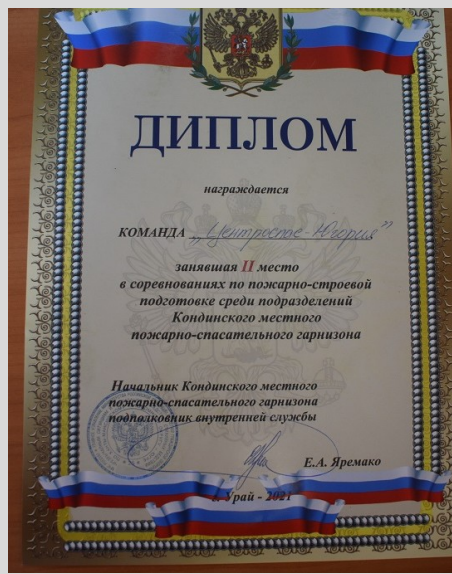 ДИПЛОМ
награждается
КОМАНДА „Центроспас-Югория”
занявшая II место
в соревнованиях по пожарно-строевой
подготовке среди подразделений
Кондинского местного
пожарно-спасательного гарнизона
Начальник Кондинского местного
пожарно-спасательного гарнизона
подполковник внутренней службы
Е.А. Яремако
г. Урай - 2021